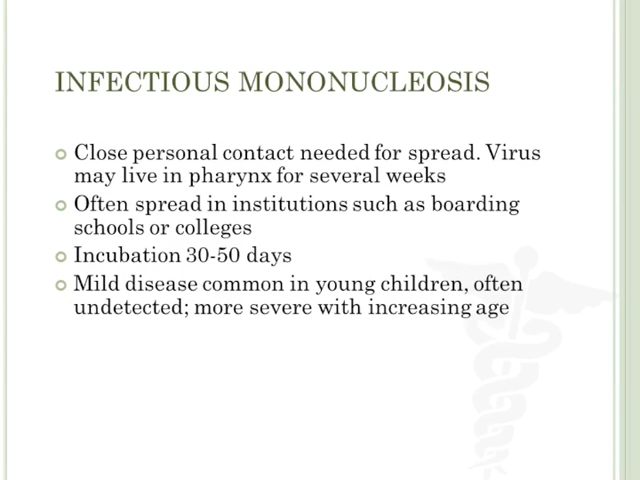 INFECTIOUS MONONUCLEOSIS
Close personal contact needed for spread. Virus
may live in pharynx for several weeks
Often spread in institutions such as boarding
schools or colleges
Incubation 30-50 days
Mild disease common in young children, often
undetected; more severe with increasing age